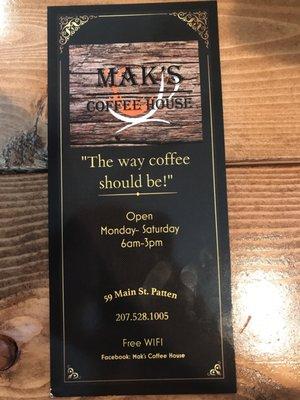 MAK'S
COFFEE HOUSE
"The way coffee
should be!"
Open
Monday- Saturday
6am-3pm
59 Main St. Patten
207.528.1005
Free WIFI
Facebook: Mak's Coffee House